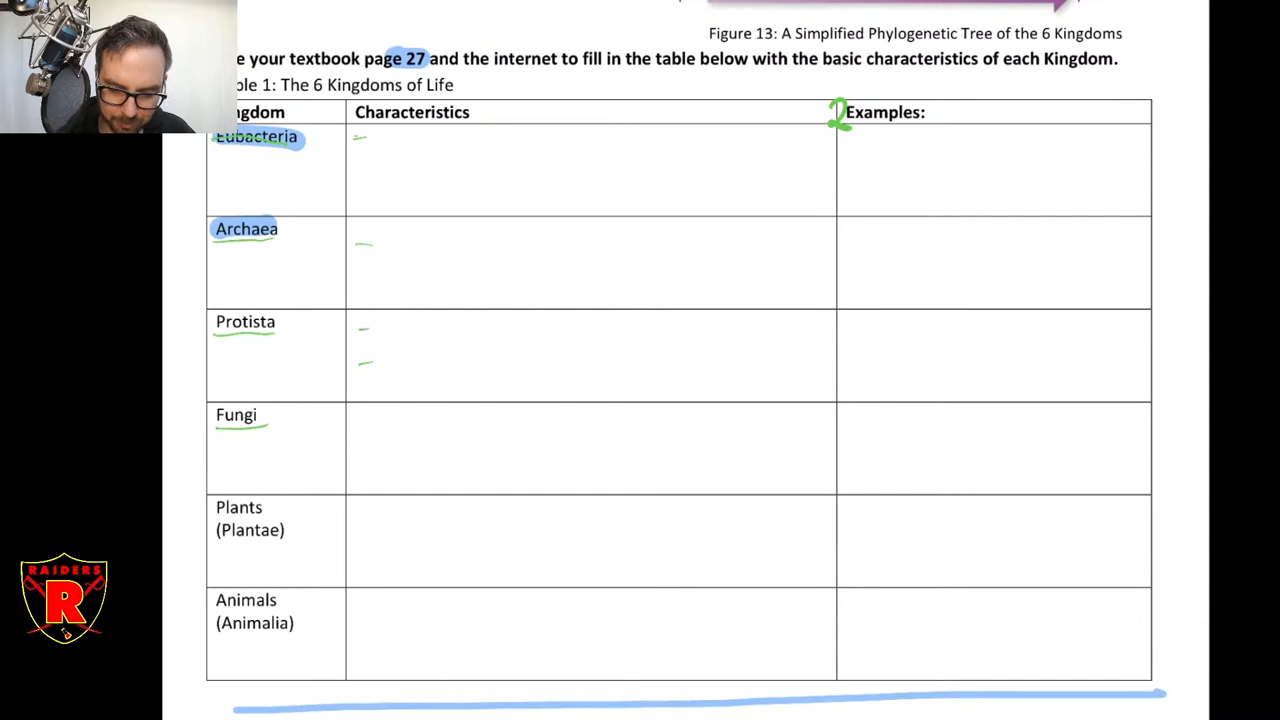 Figure 13: A Simplified Phylogenetic Tree of the 6 Kingdoms
your textbook page 27 and the internet to fill in the table below with the basic characteristics of each Kingdom.
1: The 6 Kingdoms of Life
Characteristics 2 Examples:
Eubacteria
Archaea
Protista
Fungi
Plants
(Plantae)
Animals
(Animalia)
RAIDERS
R